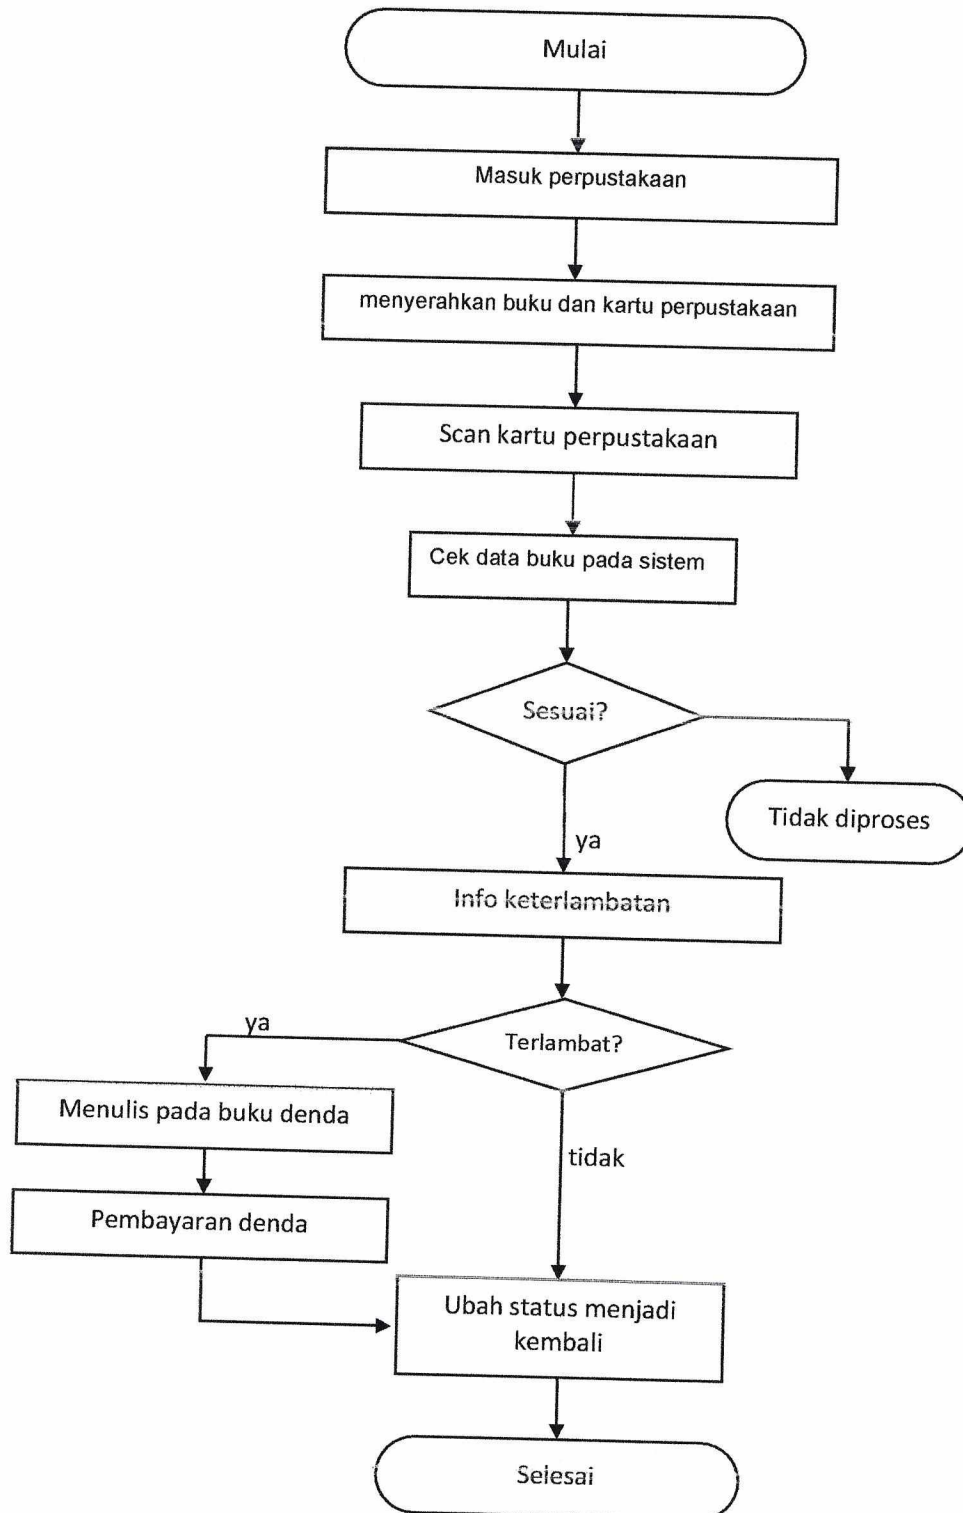 Mulai
Masuk perpustakaan
menyerahkan buku dan kartu perpustakaan
Scan kartu perpustakaan
Cek data buku pada sistem
Sesuai?
Tidak diproses
ya
Info keterlambatan
ya
Terlambat?
Menulis pada buku denda
tidak
Pembayaran denda
Ubah status menjadi
kembali
Selesai